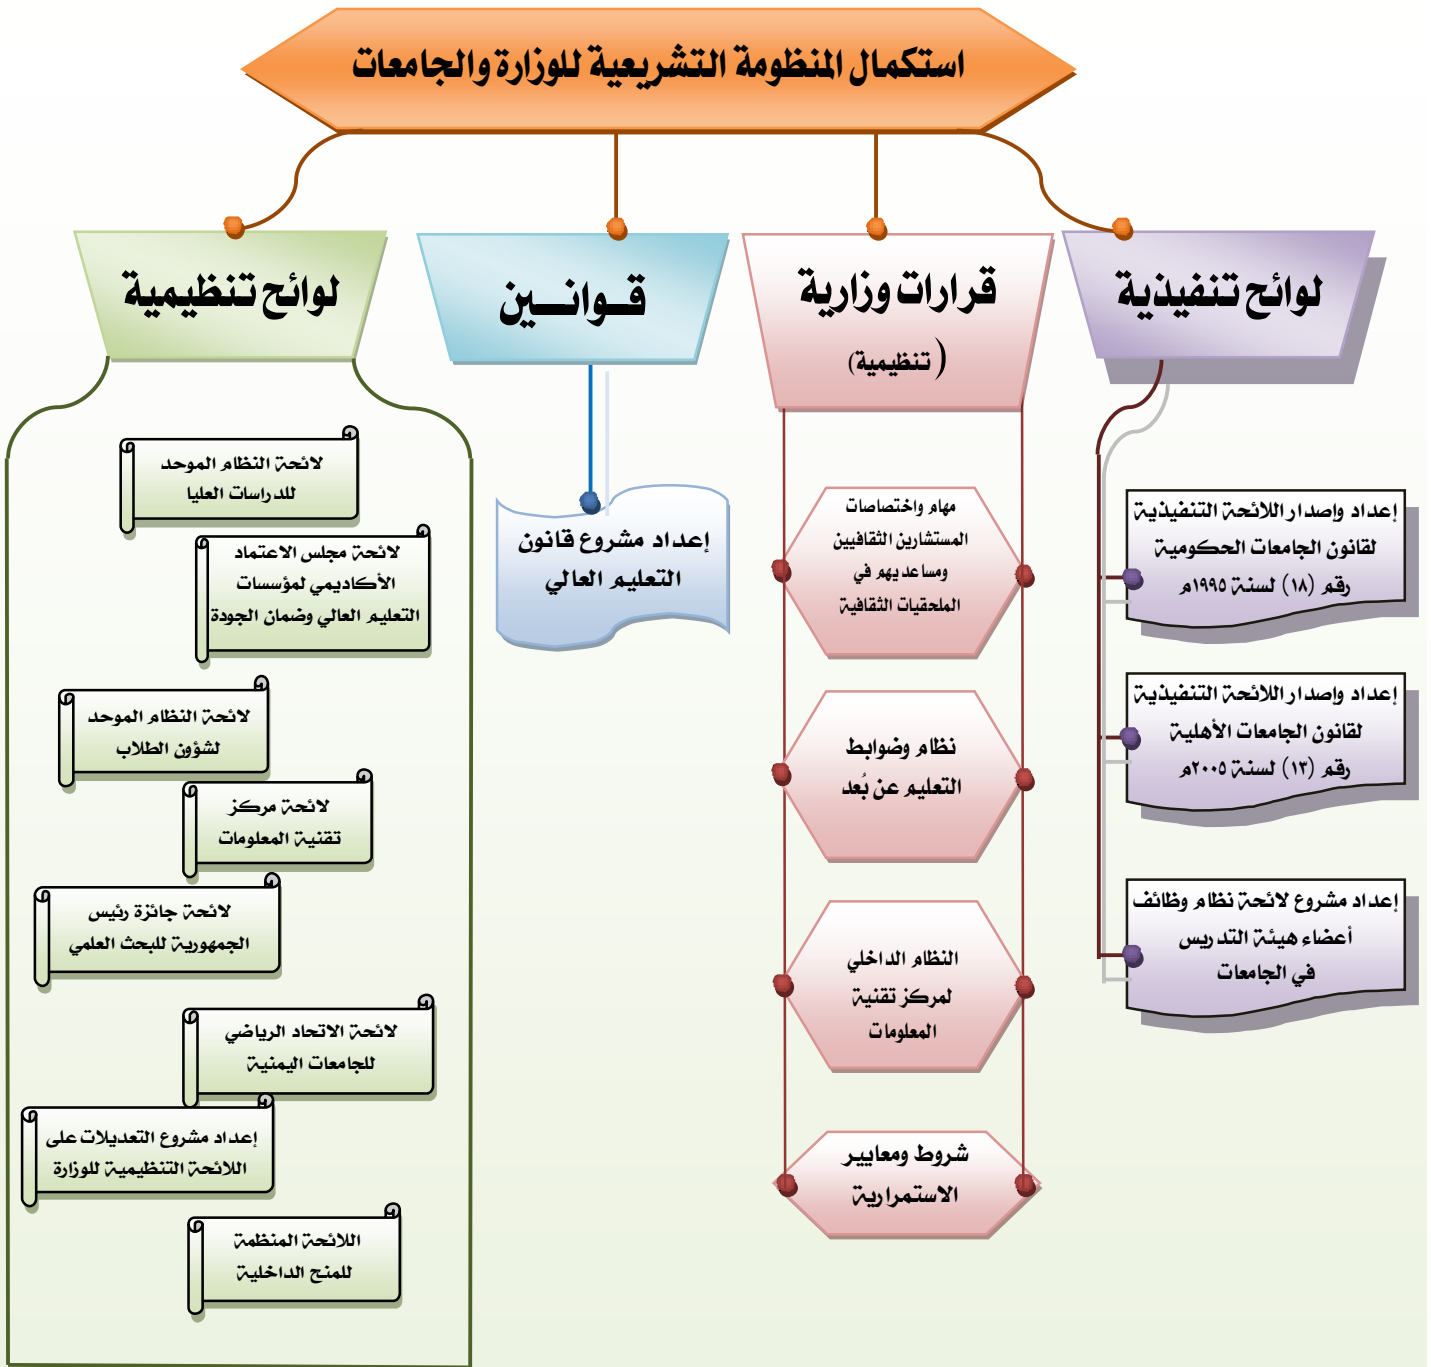 استكمال المنظومة التشريعية للوزارة والجامعات
لوائح تنفيذية
إعداد وإصدار اللائحة التنفيذية
لقانون الجامعات الحكومية
رقم (١٨) لسنة ١٩٩٥م
إعداد وإصدار اللائحة التنفيذية
لقانون الجامعات الأهلية
رقم (١٣) لسنة ٢٠٠٥م
إعداد مشروع لائحة نظام وظائف
أعضاء هيئة التدريس
في الجامعات
قرارات وزارية
(تنظيمية)
مهام واختصاصات
المستشارين الثقافيين
ومساعديهم في
الملحقيات الثقافية
نظام وضوابط
التعليم عن بُعد
النظام الداخلي
لمركز تقنية
المعلومات
شروط ومعايير
الاستمرارية
قــوانــين
إعداد مشروع قانون
التعليم العالي
لوائح تنظيمية
لائحة النظام الموحد
للدراسات العليا
لائحة مجلس الاعتماد
الأكاديمي لمؤسسات
التعليم العالي وضمان الجودة
لائحة النظام الموحد
لشؤون الطلاب
لائحة مركز
تقنية المعلومات
لائحة جائزة رئيس
الجمهورية للبحث العلمي
لائحة الاتحاد الرياضي
للجامعات اليمنية
إعداد مشروع التعديلات على
اللائحة التنظيمية للوزارة
اللائحة المنظمة
للمنح الداخلية